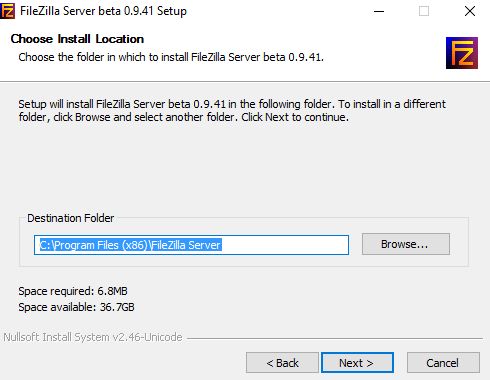 FileZilla Server beta 0.9.41 Setup
Choose Install Location
Choose the folder in which to install FileZilla Server beta 0.9.41.
Setup will install FileZilla Server beta 0.9.41 in the following folder. To install in a different
folder, click Browse and select another folder. Click Next to continue.
Destination Folder
C:\Program Files (x86)\FileZilla Server
Browse...
Space required: 6.8MB
Space available: 36.7GB
Nullsoft Install System v2.46-Unicode
< Back
Next >
Cancel